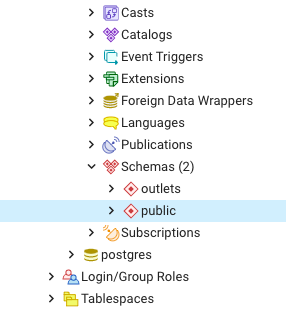 Casts
Catalogs
Event Triggers
Extensions
Foreign Data Wrappers
Languages
Publications
Schemas (2)
outlets
public
Subscriptions
postgres
Login/Group Roles
Tablespaces